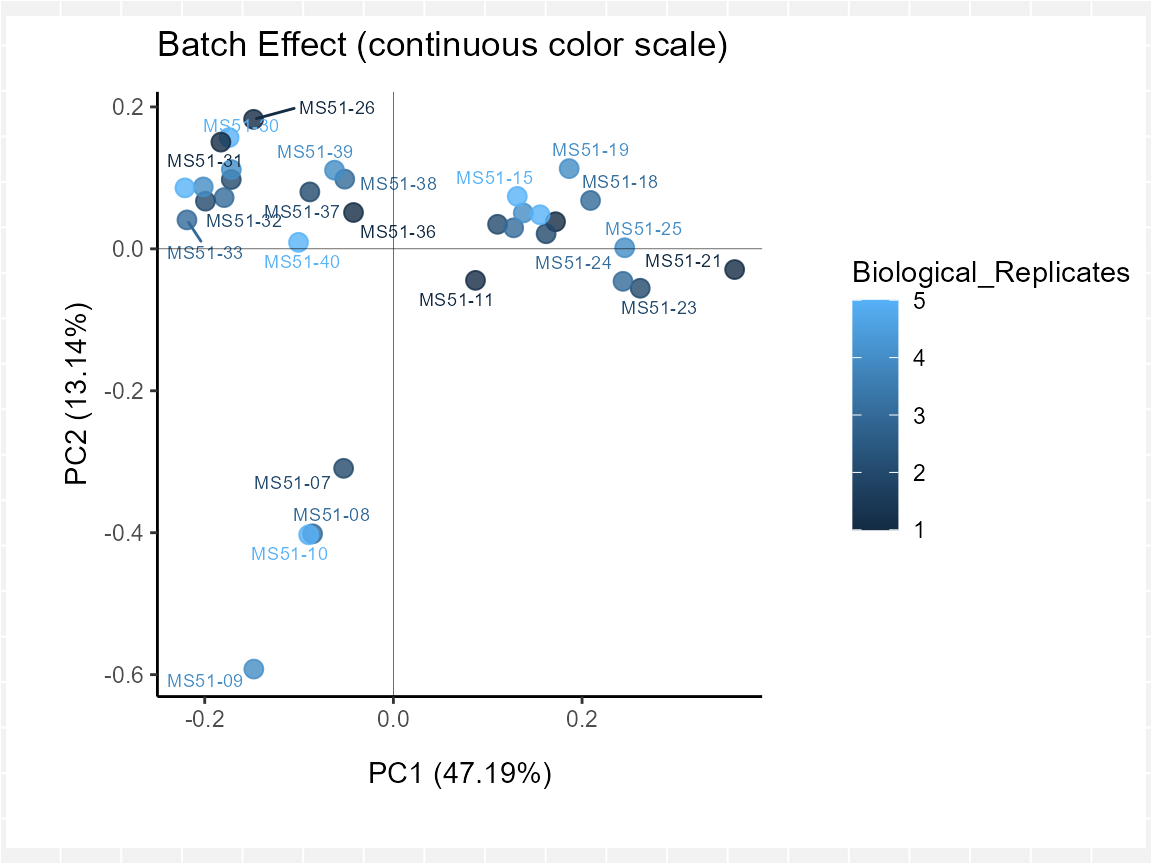 Batch Effect (continuous color scale)
0.2
0.0
-0.2
-0.4
-0.6
PC2 (13.14%)
MS51-26
MS51-30
MS51-39
MS51-31
MS51-38
MS51-32
MS51-37
MS51-36
MS51-33
MS51-40
MS51-19
MS51-15
MS51-18
MS51-25
MS51-24
MS51-21
MS51-11
MS51-23
MS51-07
MS51-08
MS51-10
MS51-09
-0.2
0.0
0.2
PC1 (47.19%)
Biological_Replicates
5
4
3
2
1